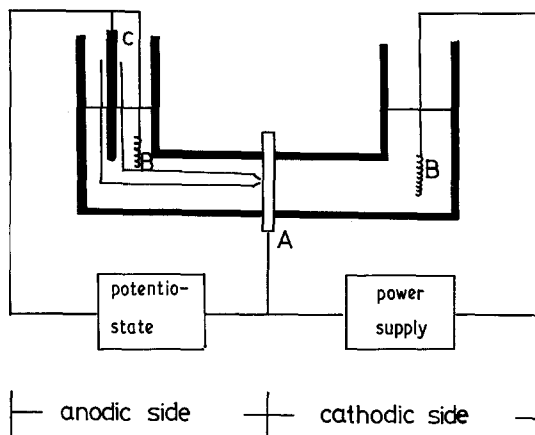 C
B
B
A
potentio-
state
power
supply
anodic side
cathodic side